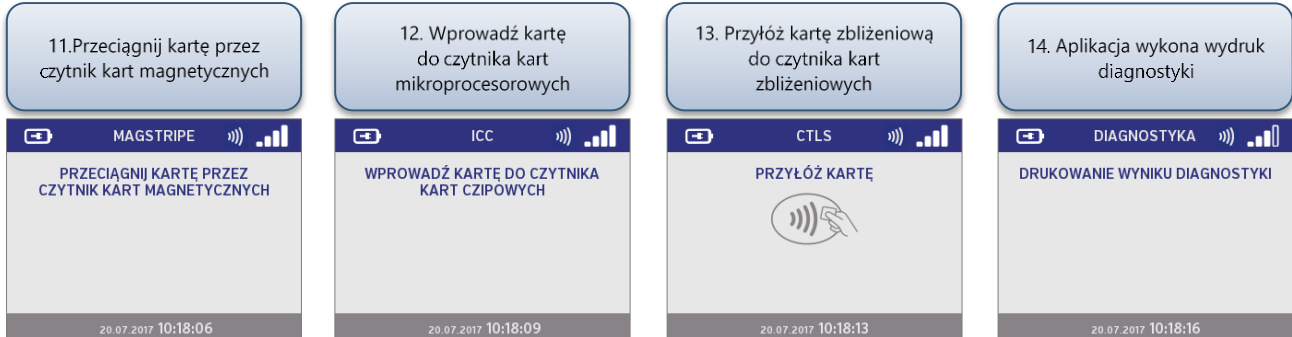 11.Przeciągnij kartę przez
czytnik kart magnetycznych
MAGSTRIPE
PRZECIĄGNIJ KARTĘ PRZEZ
CZYTNIK KART MAGNETYCZNYCH
20.07.2017 10:18:06
12. Wprowadź kartę
do czytnika kart
mikroprocesorowych
ICC
WPROWADŹ KARTĘ DO CZYTNIKA
KART CZIPOWYCH
20.07.2017 10:18:09
13. Przyłóż kartę zbliżeniową
do czytnika kart
zbliżeniowych
CTLS
PRZYŁÓŻ KARTĘ
20.07.2017 10:18:13
14. Aplikacja wykona wydruk
diagnostyki
DIAGNOSTYKA
DRUKOWANIE WYNIKU DIAGNOSTYKI
20.07.2017 10:18:16